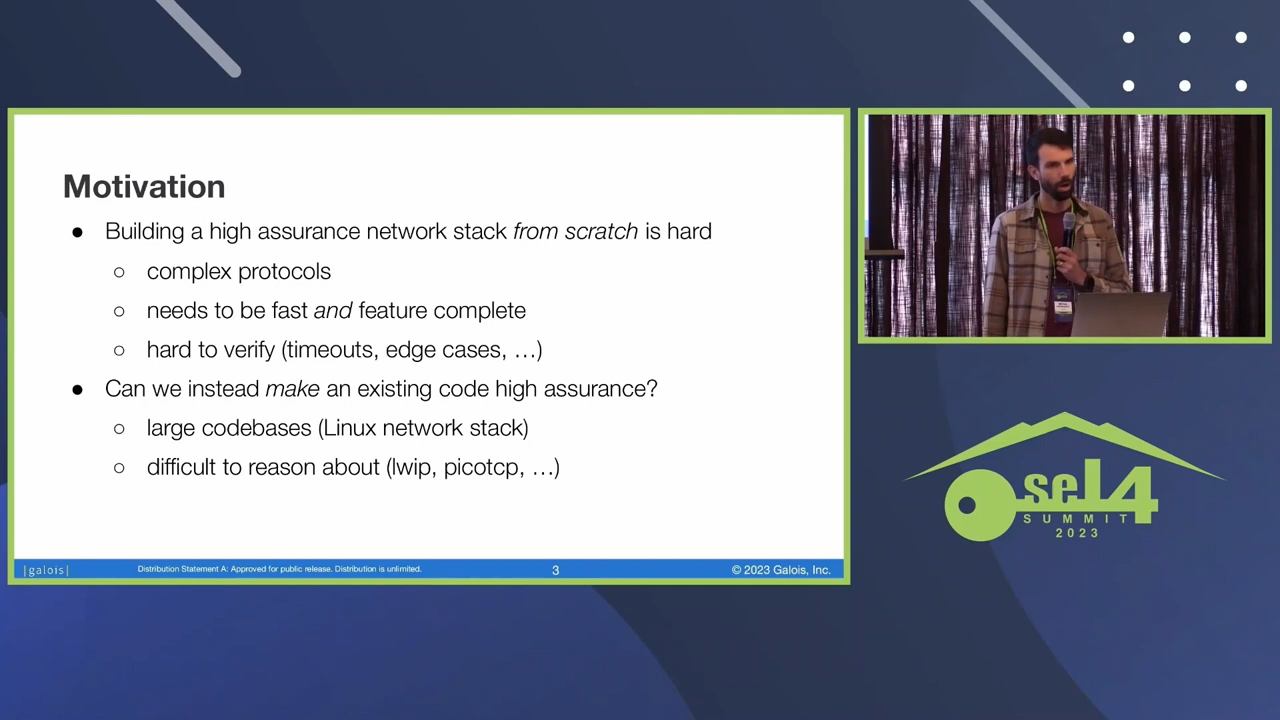 Motivation
● Building a high assurance network stack from scratch is hard
○ complex protocols
○ needs to be fast and feature complete
○ hard to verify (timeouts, edge cases, …)
● Can we instead make an existing code high assurance?
○ large codebases (Linux network stack)
○ difficult to reason about (lwip, picotcp, …)
|galois| Distribution Statement A: Approved for public release. Distribution is unlimited. 3 © 2023 Galois, Inc.
seL4
SUMMIT
2023